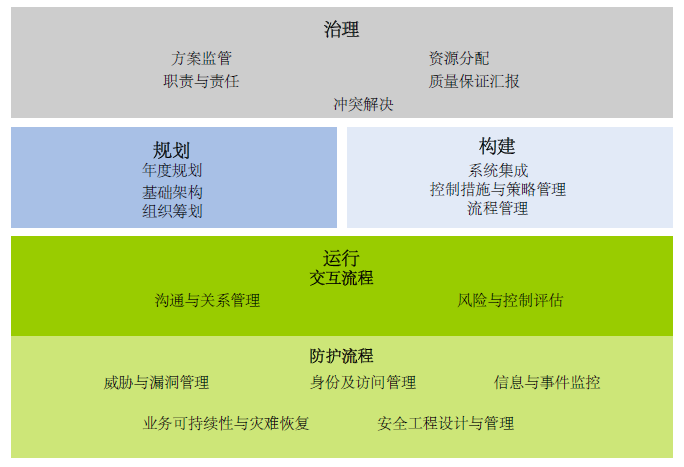 治理
方案监管 资源分配
职责与责任 质量保证汇报
冲突解决
规划
年度规划
基础架构
组织筹划
构建
系统集成
控制措施与策略管理
流程管理
运行
交互流程
沟通与关系管理 风险与控制评估
防护流程
威胁与漏洞管理 身份及访问管理 信息与事件监控
业务可持续性与灾难恢复 安全工程设计与管理